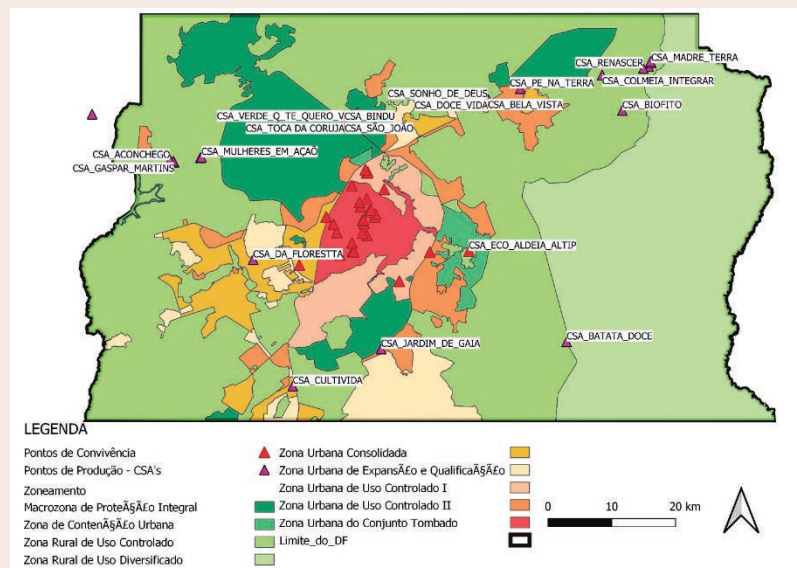 CSA_MADRE_TERRA
CSA_RENASCER
CSA_COLMEIA_INTEGRAR
CSA_PE_NA_TERRA
CSA_SONHO_DE_DEUS
CSA_DOCE_VIDA
CSA_BELA_VISTA
CSA_BIOFITO
CSA_VERDE_Q_TE_QUERO_V
CSA_BINDU
CSA_TOCA DA CORUJA
CSA_SÃO_JOÃO
CSA_ACONCHEGO
CSA_MULHERES_EM_AÇAÕ
CSA_GASPAR_MARTINS
CSA_ECO_ALDEIA_ALTIP
CSA_DA_FLORESTTA
CSA_BATATA_DOCE
CSA_JARDIM_DE_GAIA
CSA_CULTIVIDA
LEGENDA
Pontos de Convivência
Pontos de Produção - CSA's
Zoneamento
Macrozona de ProteÃ§Ã£o Integral
Zona de ContenÃ§Ã£o Urbana
Zona Rural de Uso Controlado
Zona Rural de Uso Diversificado
Zona Urbana Consolidada
Zona Urbana de ExpansÃ£o e QualificaÃ§Ã£o
Zona Urbana de Uso Controlado I
Zona Urbana de Uso Controlado II
Zona Urbana do Conjunto Tombado
Limite_do_DF
0 10 20 km